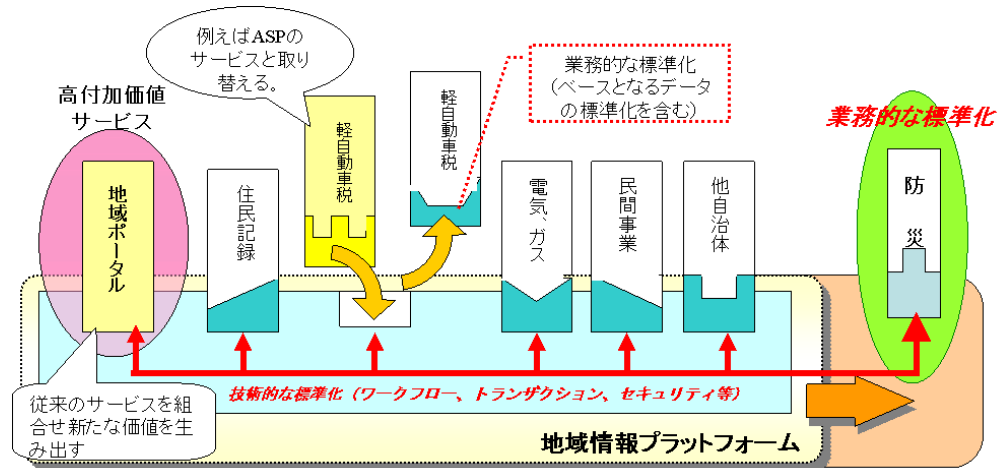 例えばASPの
サービスと取り
替える。
高付加価値
サービス
業務的な標準化
（ベースとなるデータ
の標準化を含む）
業務的な標準化
地域ポータル
住民記録
軽自動車税
軽自動車税
電気、ガス
民間事業
他自治体
防災
技術的な標準化（ワークフロー、トランザクション、セキュリティ等）
従来のサービスを組
合せ新たな価値を生
み出す
地域情報プラットフォーム